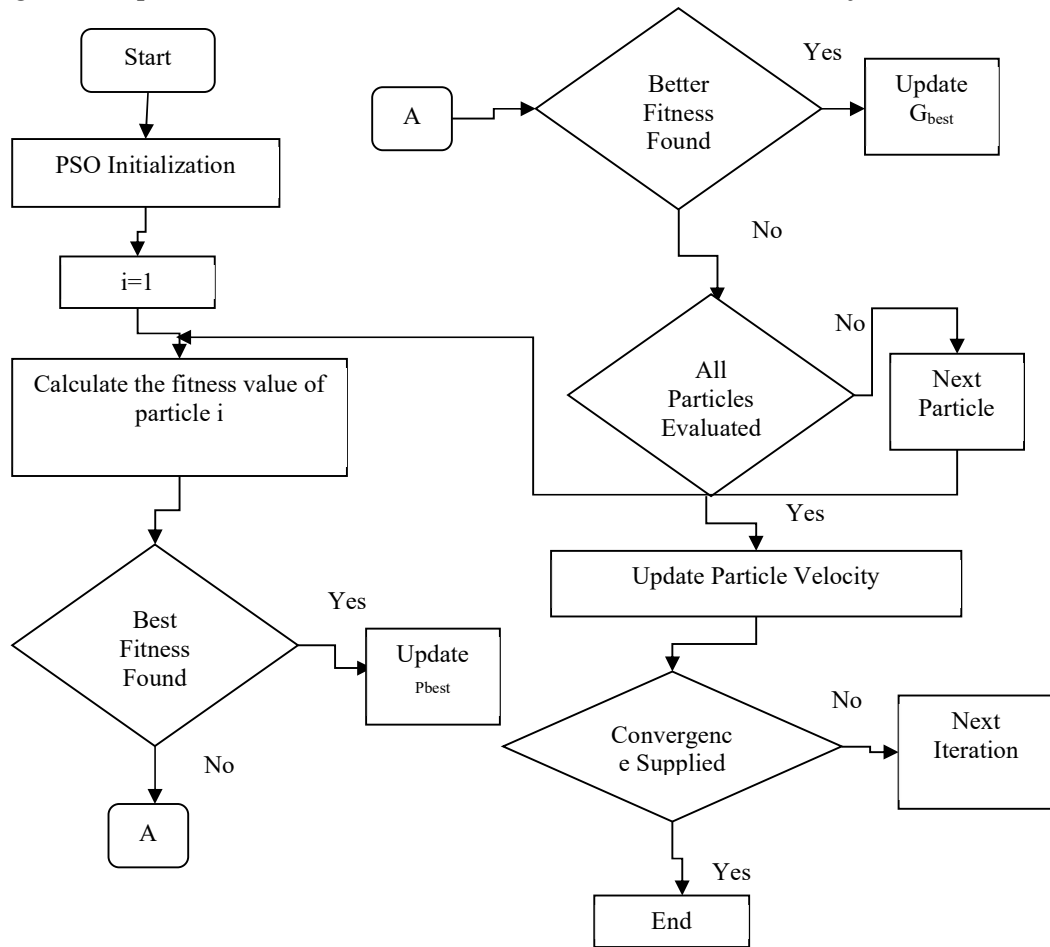 Start
PSO Initialization
i=1
Calculate the fitness value of
particle i
Best
Fitness
Found
Yes
Update
Pbest
No
A
A
Better
Fitness
Found
Yes
Update
Gbest
No
All
Particles
Evaluated
No
Next
Particle
Yes
Update Particle Velocity
Convergenc
e Supplied
No
Next
Iteration
Yes
End